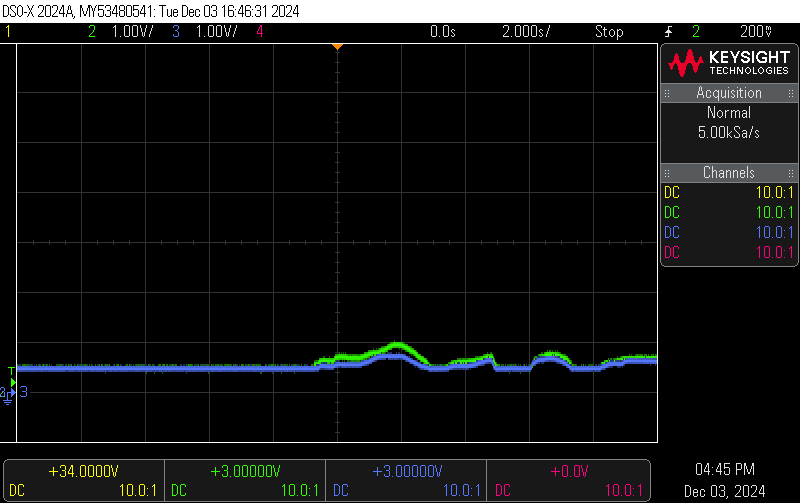 DSO-X 2024A, MY53480541: Tue Dec 03 16:46:31 2024
1 2 1.00V/ 3 1.00V/ 4 0.0s 2.000s/ Stop 2 200V
KEYSIGHT
TECHNOLOGIES
Acquisition
Normal
5.00kSa/s
Channels
DC 10.0:1
DC 10.0:1
DC 10.0:1
DC 10.0:1
T
2 3
+34.0000V +3.00000V +3.00000V +0.0V
DC 10.0:1 DC 10.0:1 DC 10.0:1 DC 10.0:1
04:45 PM
Dec 03, 2024